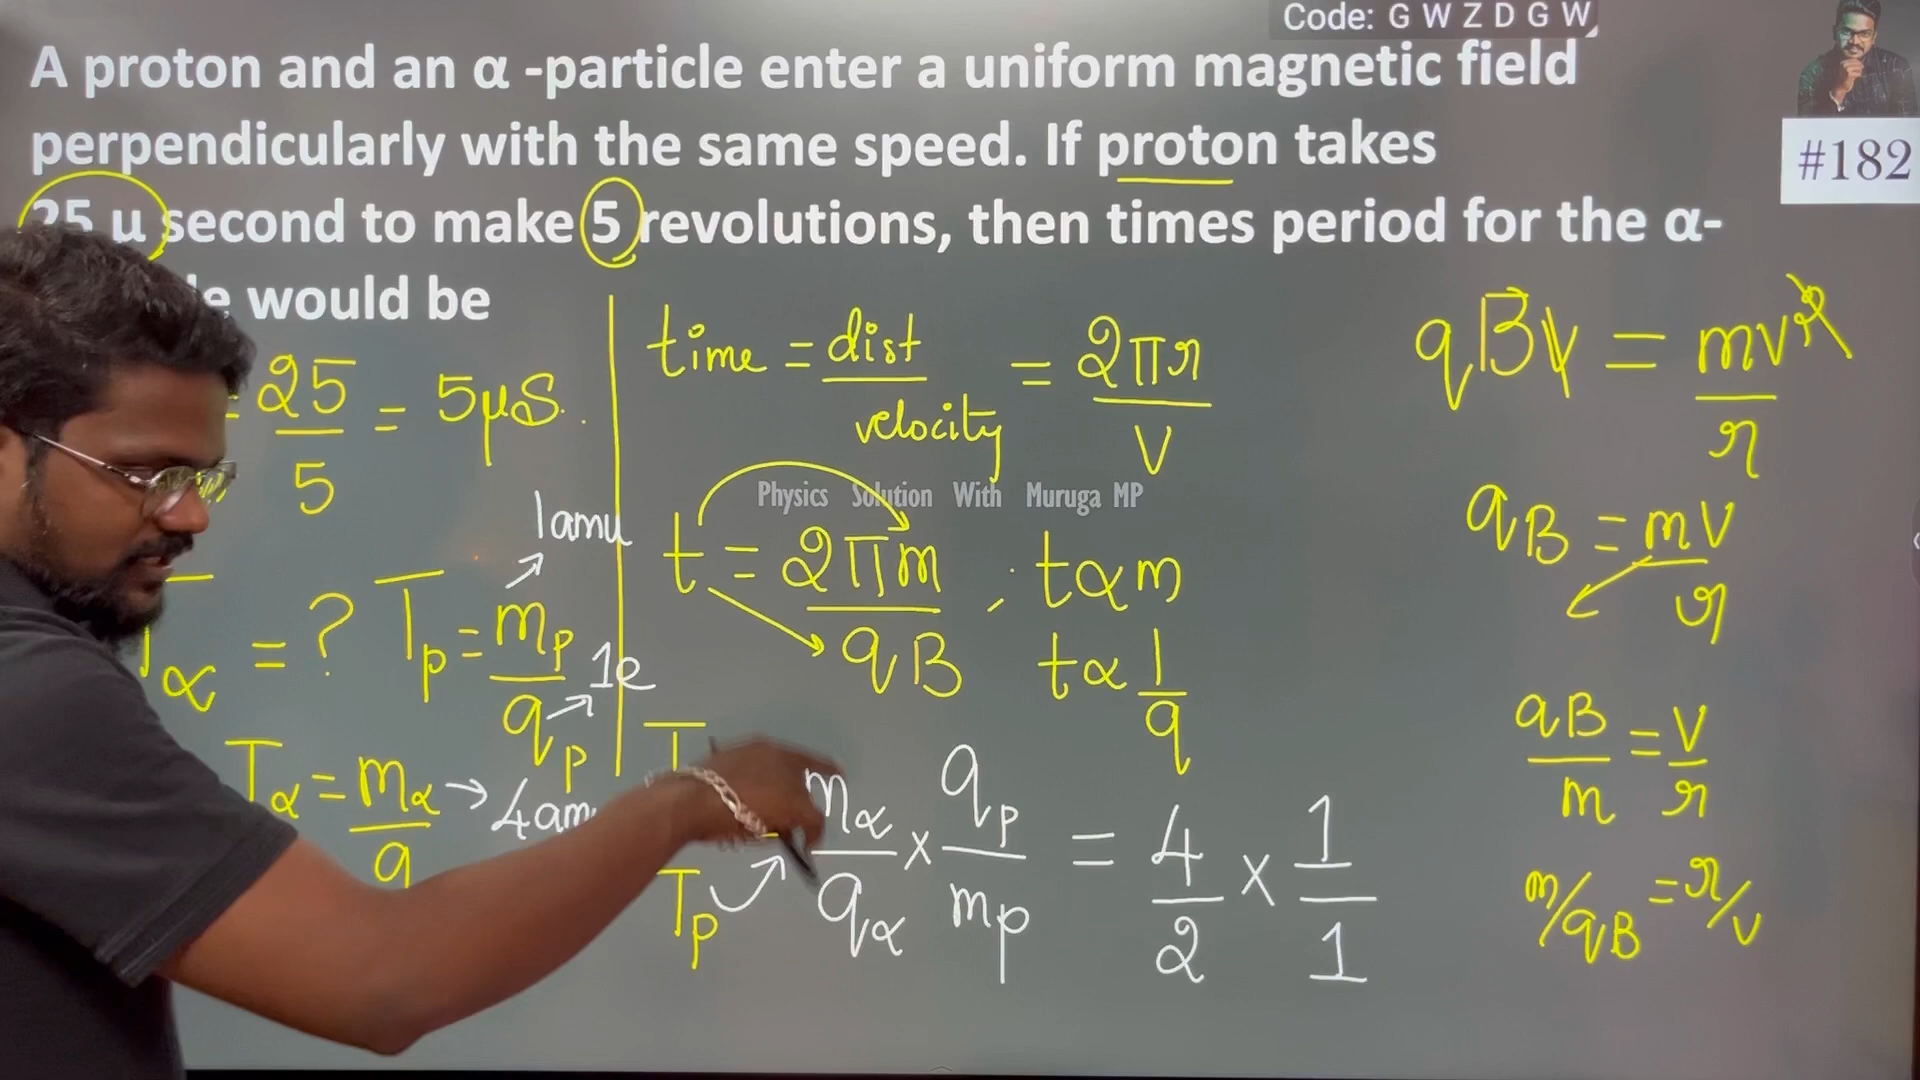 Code: G W Z D G W
A proton and an α -particle enter a uniform magnetic field
perpendicularly with the same speed. If proton takes
#182
25 μ second to make 5 revolutions, then times period for the α-
would be
= 25/5 = 5μs.
time = dist/velocity = 2πr/v
qBv = mv²/r
Physics Solution With Muruga MP
1amu
qB = mv/r
t = 2πm/qB , t α m
t α 1/q
Tα = ? Tp = mp/qp
1e
qB/m = v/r
Tα = mα/q → 4am
Tp mα/qα x qp/mp = 4/2 x 1/1
m/qB = r/v